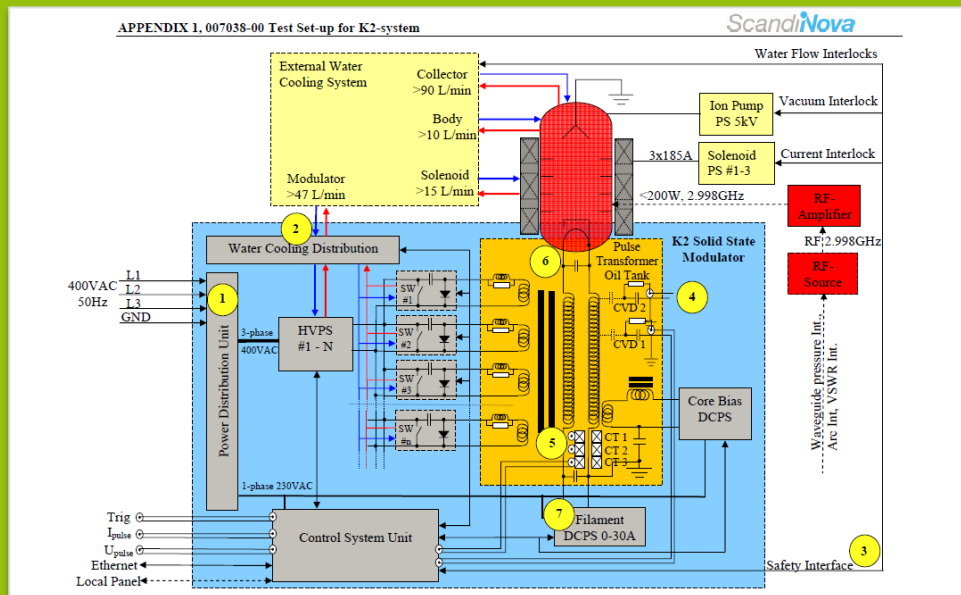 APPENDIX 1, 007038-00 Test Set-up for K2-system
ScandiNova
Water Flow Interlocks
External Water
Cooling System
Collector
>90 L/min
Body
>10 L/min
Modulator
>47 L/min
Solenoid
>15 L/min
Ion Pump
PS 5kV
Vacuum Interlock
3x185A
Solenoid
PS #1-3
Current Interlock
<200W, 2.998GHz
RF-
Amplifier
RF 2.998GHz
RF-
Source
Waveguide pressure Int,
Arc Int, VSWR Int.
2
Water Cooling Distribution
K2 Solid State
Modulator
Pulse
Transformer
Oil Tank
6
4
CVD 2
CVD 1
400VAC
50Hz
L1
L2
L3
GND
1
Power Distribution Unit
3-phase
400VAC
HVPS
#1 - N
SW
#1
SW
#2
SW
#3
SW
#n
Core Bias
DCPS
5
CT 1
CT 2
CT 3
1-phase 230VAC
7
Filament
DCPS 0-30A
Control System Unit
Trig
Ipulse
Upulse
Ethernet
Local Panel
3
Safety Interface